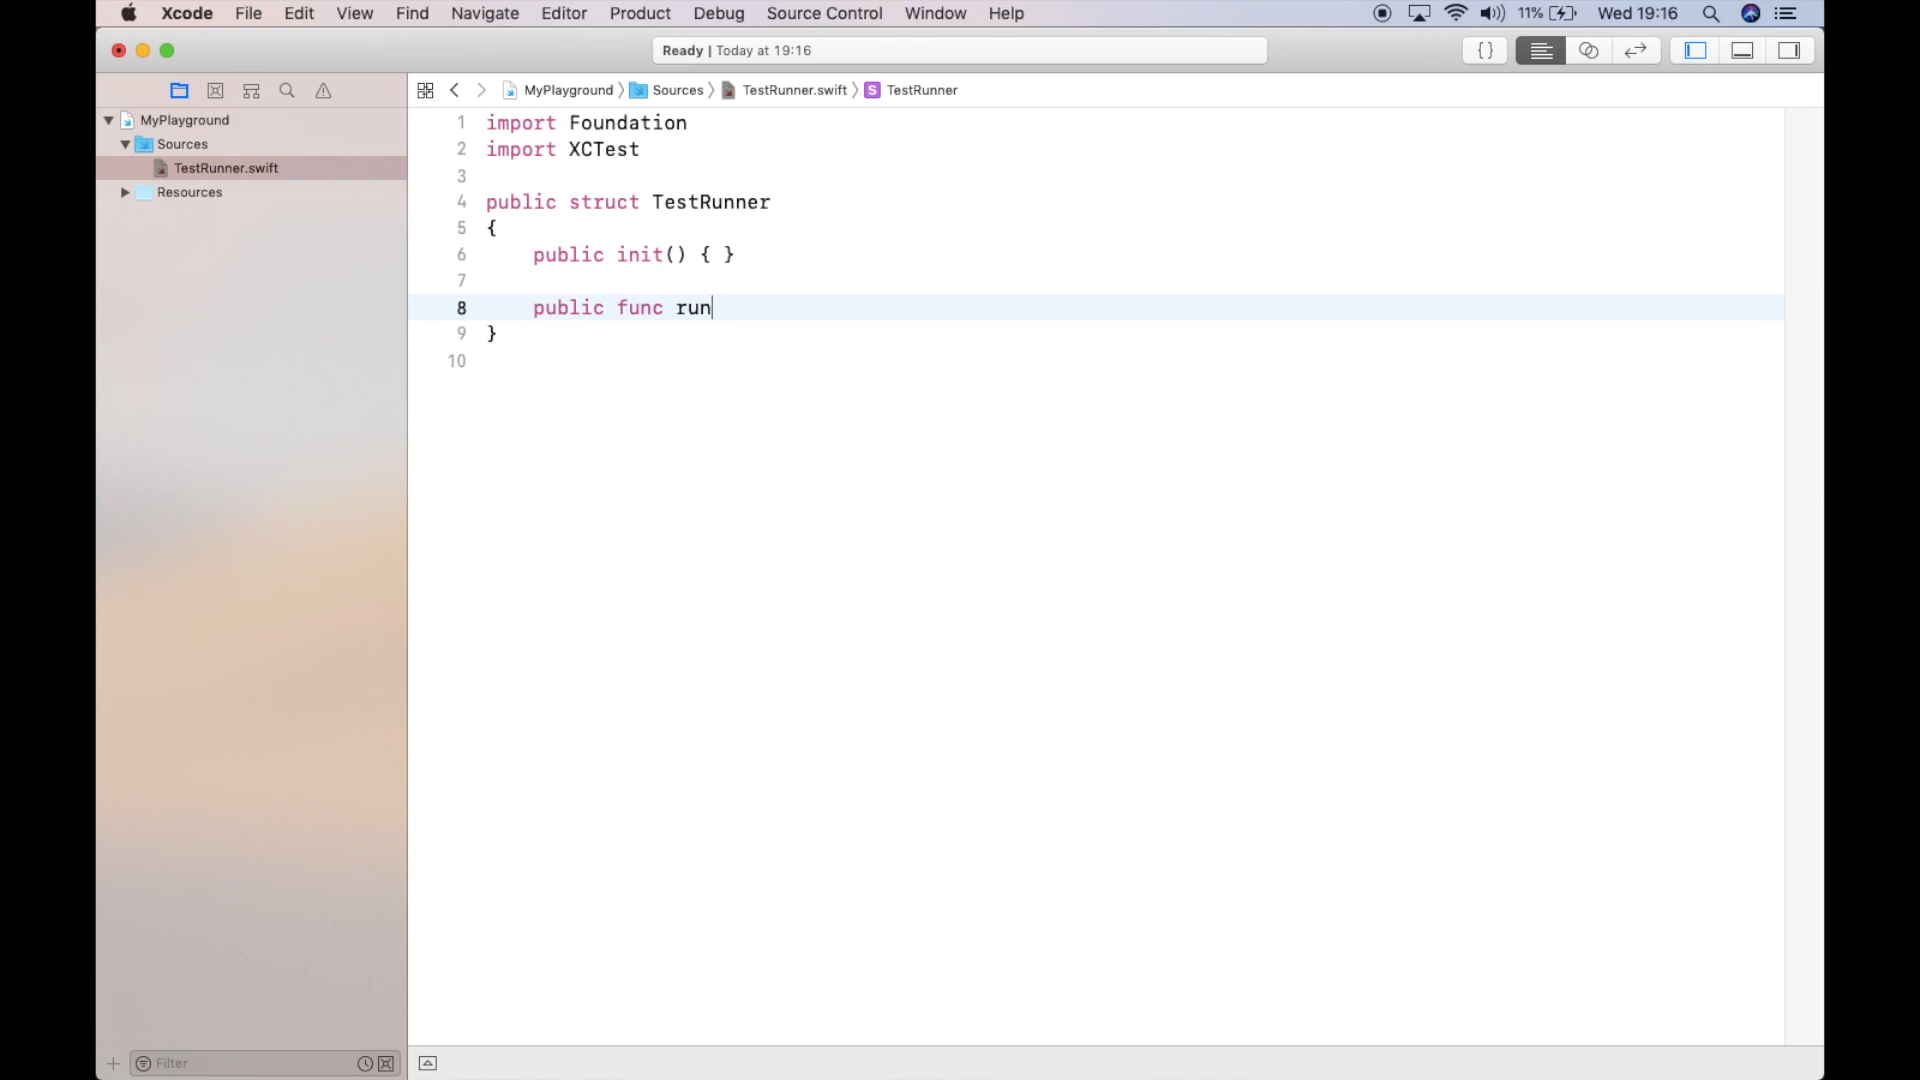 Xcode File Edit View Find Navigate Editor Product Debug Source Control Window Help 11% Wed 19:16
Ready | Today at 19:16
{ }
MyPlayground Sources TestRunner.swift S TestRunner
MyPlayground
Sources
TestRunner.swift
Resources
1 import Foundation
2 import XCTest
3
4 public struct TestRunner
5 {
6 public init() { }
7
8 public func run
9 }
10
Filter